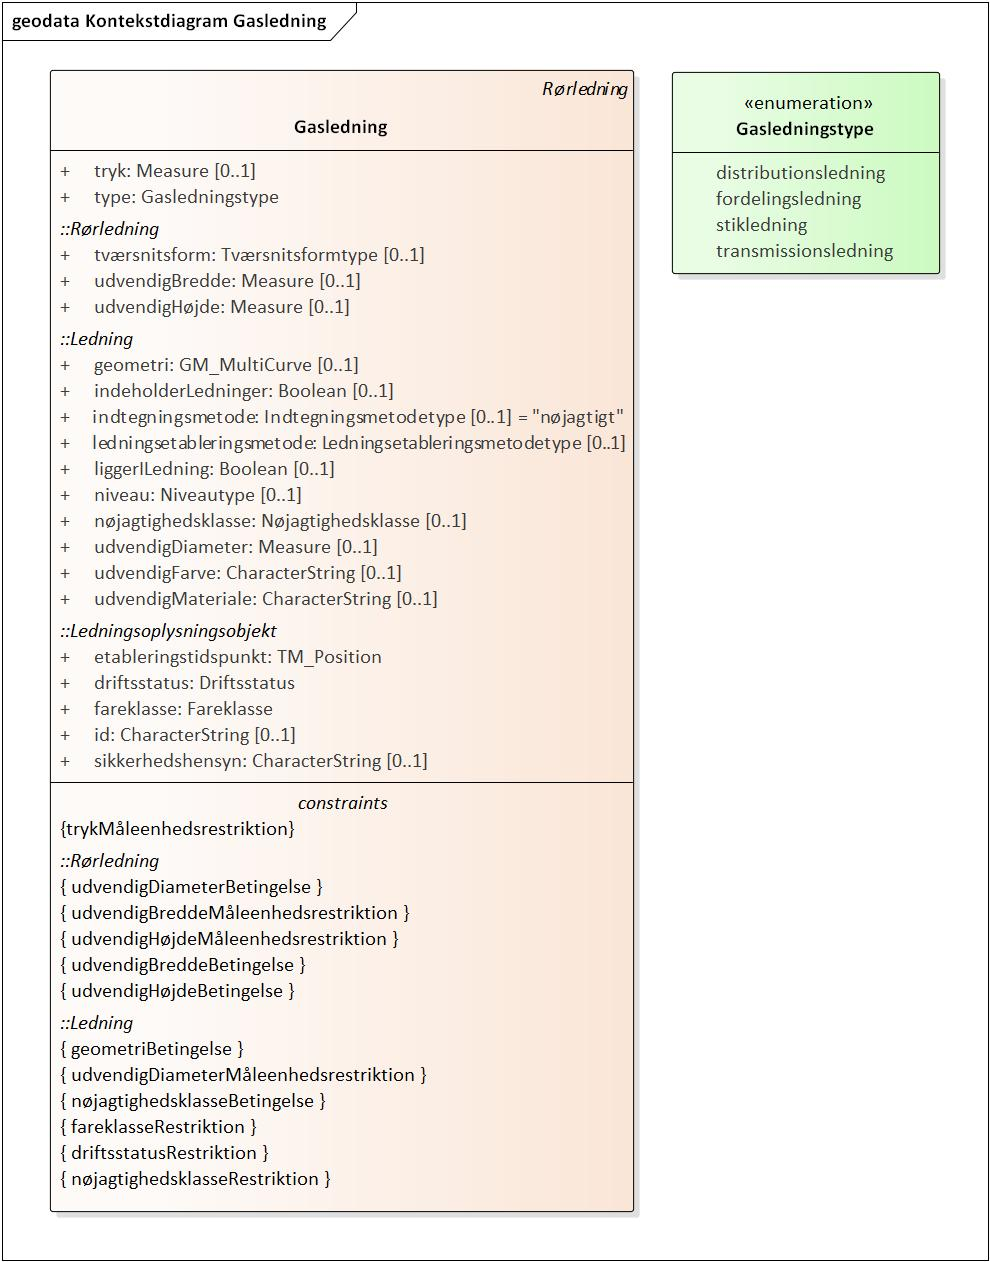 geodata Kontekstdiagram Gasledning
Rørledning
Gasledning
+ tryk: Measure [0..1]
+ type: Gasledningstype
::Rørledning
+ tværsnitsform: Tværsnitsformtype [0..1]
+ udvendigBredde: Measure [0..1]
+ udvendigHøjde: Measure [0..1]
::Ledning
+ geometri: GM_MultiCurve [0..1]
+ indeholderLedninger: Boolean [0..1]
+ indtegningsmetode: Indtegningsmetodetype [0..1] = "nøjagtigt"
+ ledningsetableringsmetode: Ledningsetableringsmetodetype [0..1]
+ liggerILedning: Boolean [0..1]
+ niveau: Niveautype [0..1]
+ nøjagtighedsklasse: Nøjagtighedsklasse [0..1]
+ udvendigDiameter: Measure [0..1]
+ udvendigFarve: CharacterString [0..1]
+ udvendigMateriale: CharacterString [0..1]
::Ledningsoplysningsobjekt
+ etableringstidspunkt: TM_Position
+ driftsstatus: Driftsstatus
+ fareklasse: Fareklasse
+ id: CharacterString [0..1]
+ sikkerhedshensyn: CharacterString [0..1]
constraints
{trykMåleenhedsrestriktion}
::Rørledning
{ udvendigDiameterBetingelse }
{ udvendigBreddeMåleenhedsrestriktion }
{ udvendigHøjdeMåleenhedsrestriktion }
{ udvendigBreddeBetingelse }
{ udvendigHøjdeBetingelse }
::Ledning
{ geometriBetingelse }
{ udvendigDiameterMåleenhedsrestriktion }
{ nøjagtighedsklasseBetingelse }
{ fareklasseRestriktion }
{ driftsstatusRestriktion }
{ nøjagtighedsklasseRestriktion }
«enumeration»
Gasledningstype
distributionsledning
fordelingsledning
stikledning
transmissionsledning